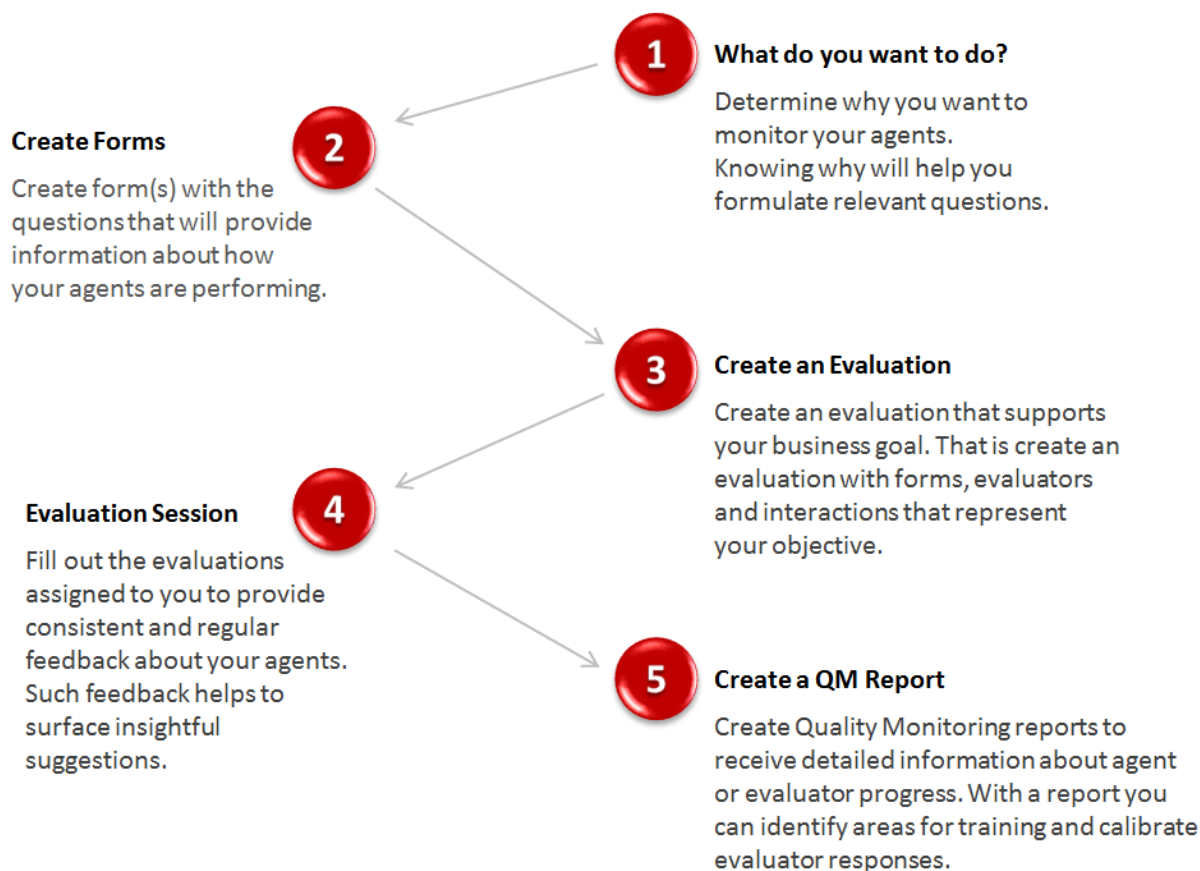 1
What do you want to do?
Determine why you want to
monitor your agents.
Knowing why will help you
formulate relevant questions.
2
Create Forms
Create form(s) with the
questions that will provide
information about how
your agents are performing.
3
Create an Evaluation
Create an evaluation that supports
your business goal. That is create an
evaluation with forms, evaluators
and interactions that represent
your objective.
4
Evaluation Session
Fill out the evaluations
assigned to you to provide
consistent and regular
feedback about your agents.
Such feedback helps to
surface insightful
suggestions.
5
Create a QM Report
Create Quality Monitoring reports to
receive detailed information about agent
or evaluator progress. With a report you
can identify areas for training and calibrate
evaluator responses.